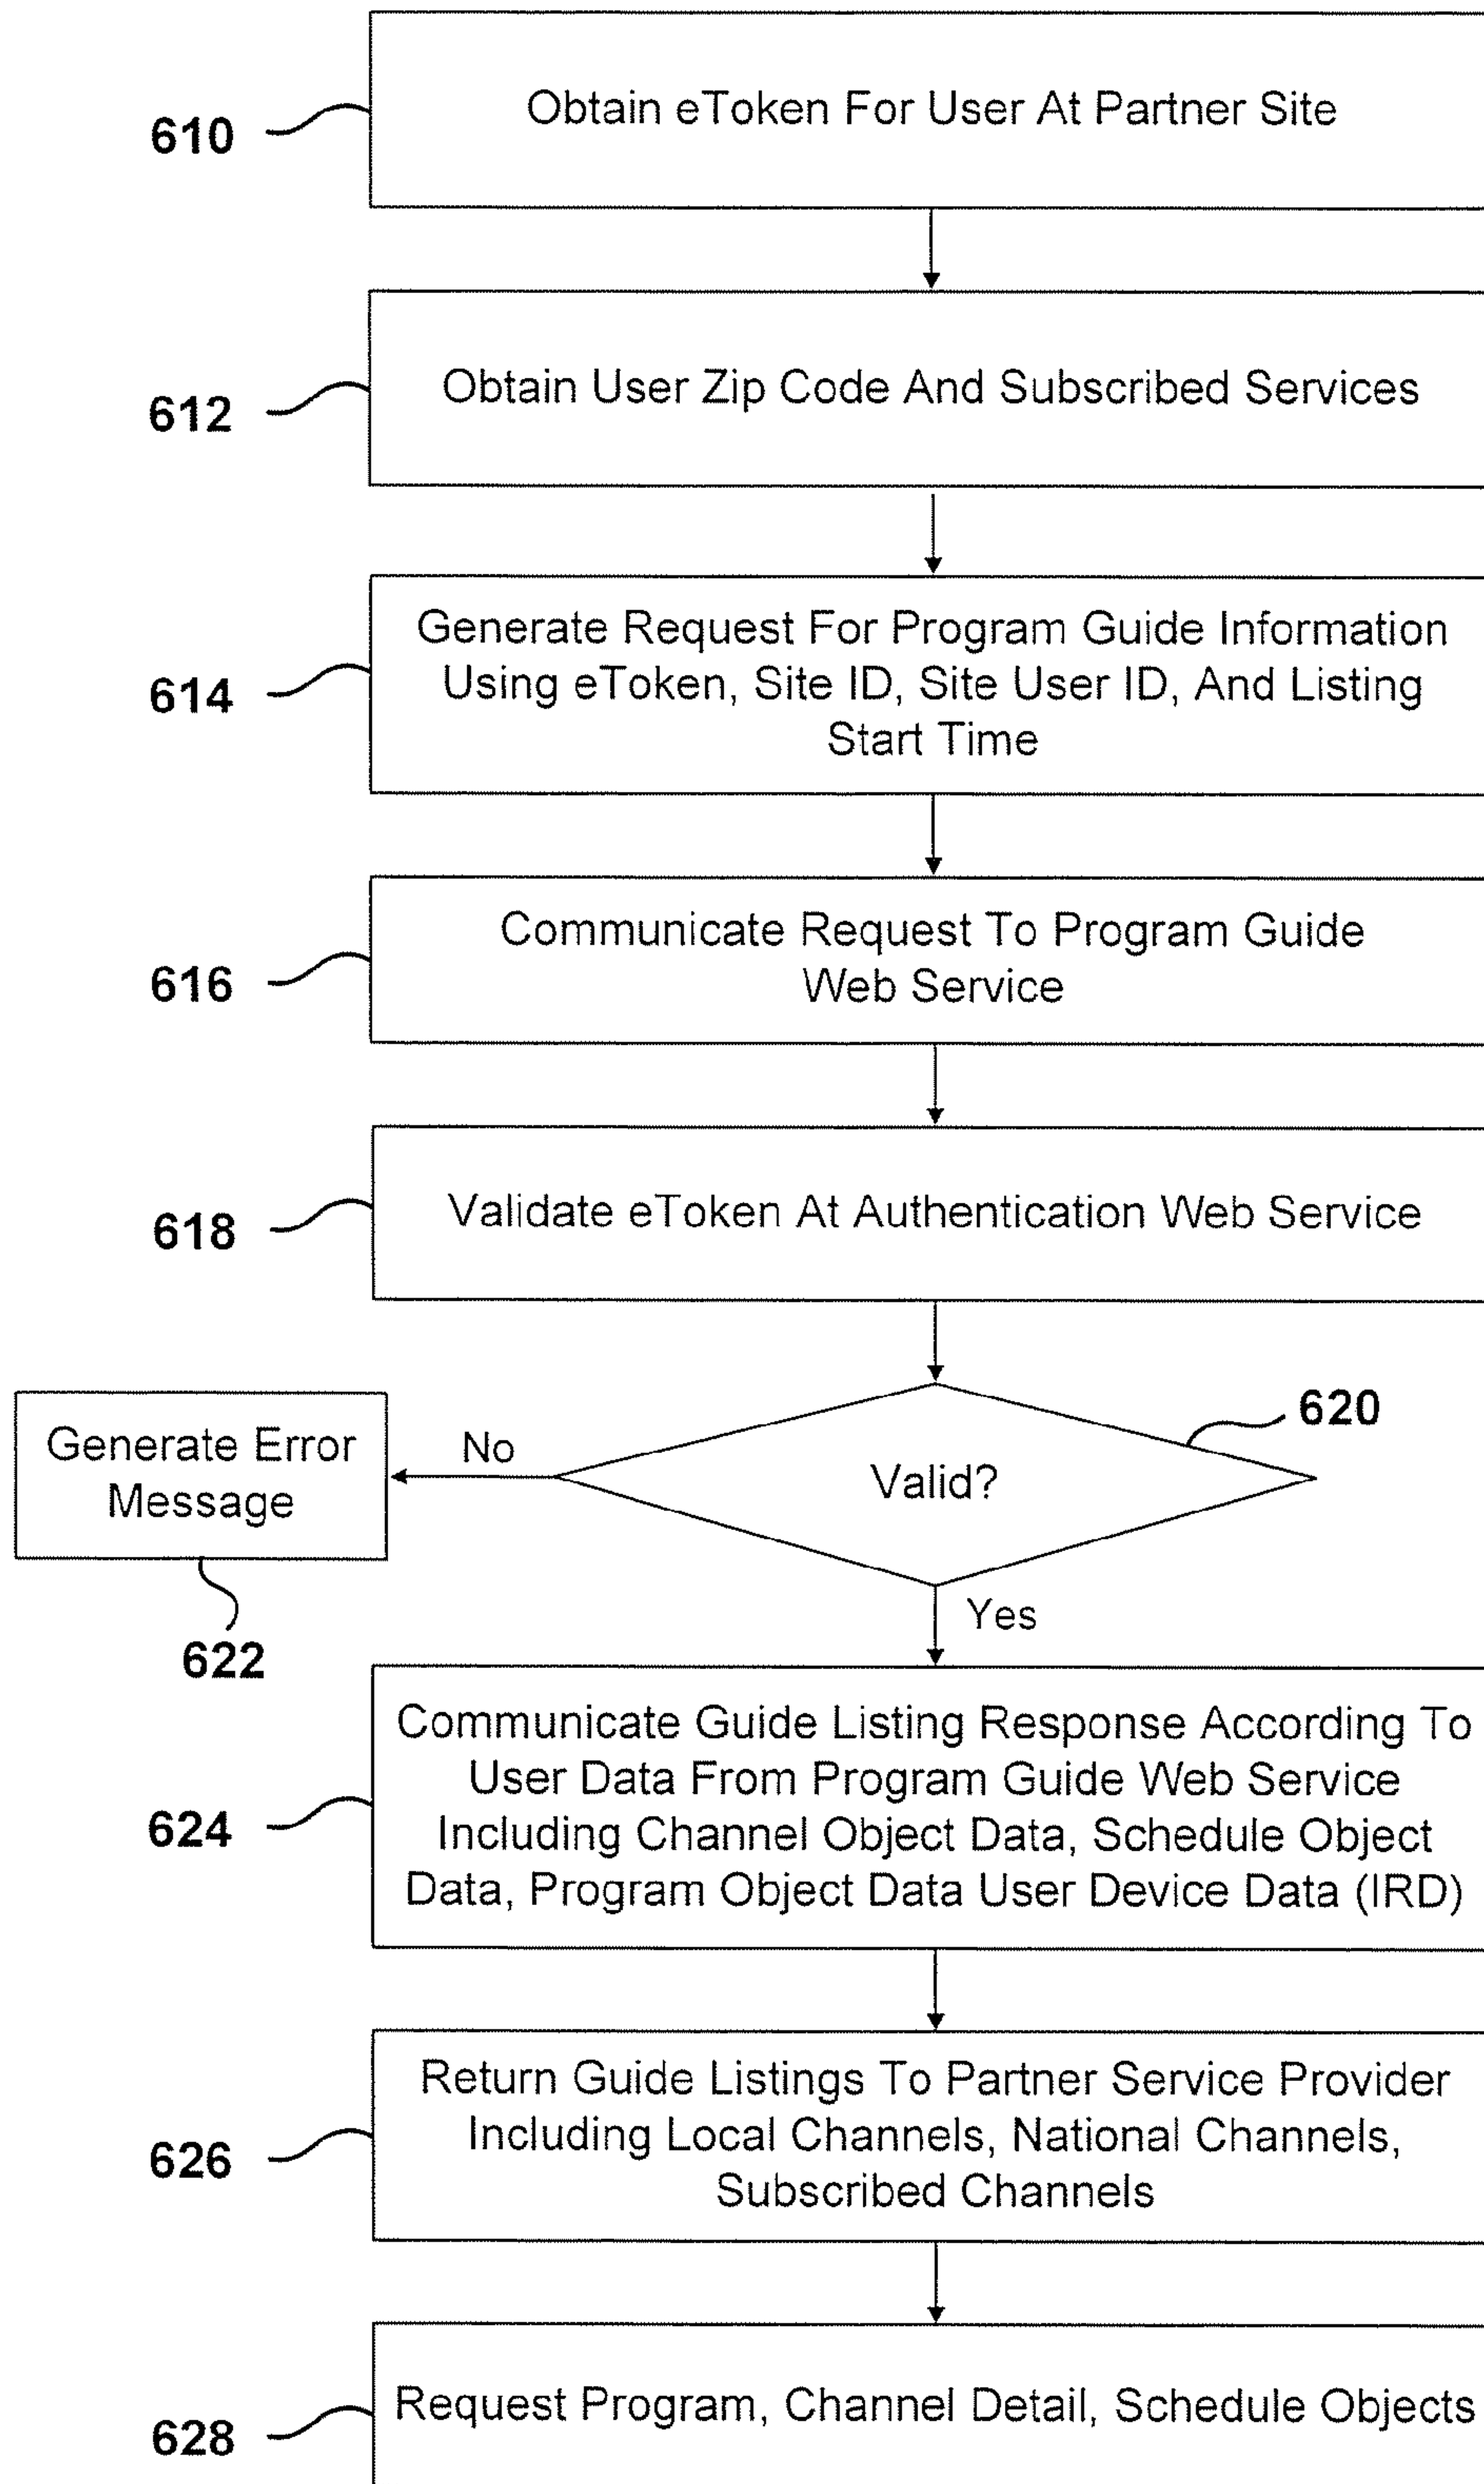 610
Obtain eToken For User At Partner Site
612
Obtain User Zip Code And Subscribed Services
614
Generate Request For Program Guide Information
Using eToken, Site ID, Site User ID, And Listing
Start Time
616
Communicate Request To Program Guide
Web Service
618
Validate eToken At Authentication Web Service
620
Valid?
No
Generate Error
Message
622
Yes
624
Communicate Guide Listing Response According To
User Data From Program Guide Web Service
Including Channel Object Data, Schedule Object
Data, Program Object Data User Device Data (IRD)
626
Return Guide Listings To Partner Service Provider
Including Local Channels, National Channels,
Subscribed Channels
628
Request Program, Channel Detail, Schedule Objects